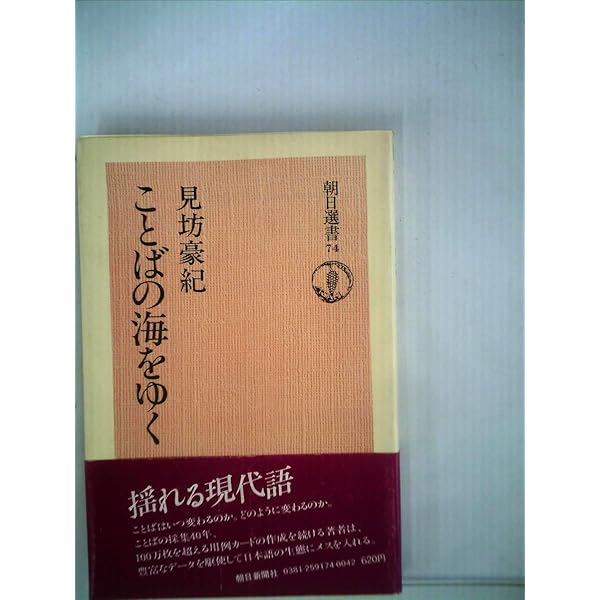 朝日選書 74
見坊豪紀
ことばの海をゆく
揺れる現代語
ことばはいつ変わるのか。どのように変わるのか。
ことばの採集40年、
100万枚を超える用例カードの作成を続ける著者は、
豊富なデータを駆使して日本語の生態にメスを入れる。
朝日新聞社 0381-259174-0042 620円